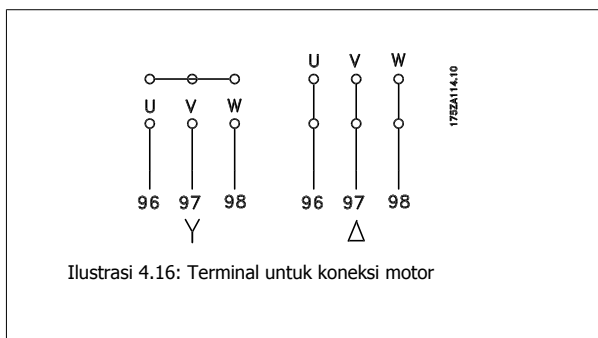 U V W
U V W
96 97 98
96 97 98
Y Δ
175ZA114.10
Ilustrasi 4.16: Terminal untuk koneksi motor